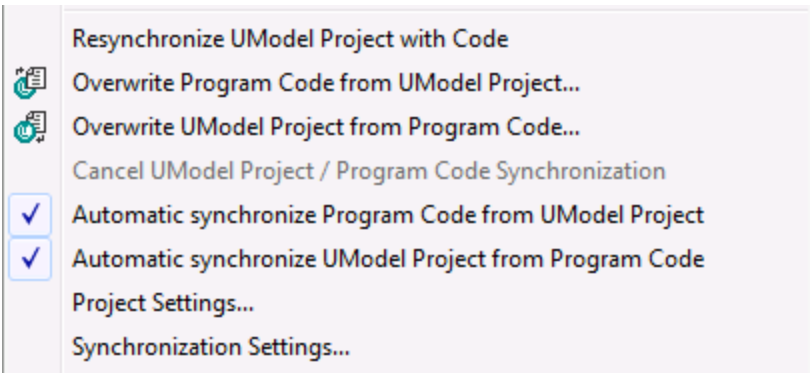 Resynchronize UModel Project with Code
Overwrite Program Code from UModel Project...
Overwrite UModel Project from Program Code...
Cancel UModel Project / Program Code Synchronization
Automatic synchronize Program Code from UModel Project
Automatic synchronize UModel Project from Program Code
Project Settings...
Synchronization Settings...